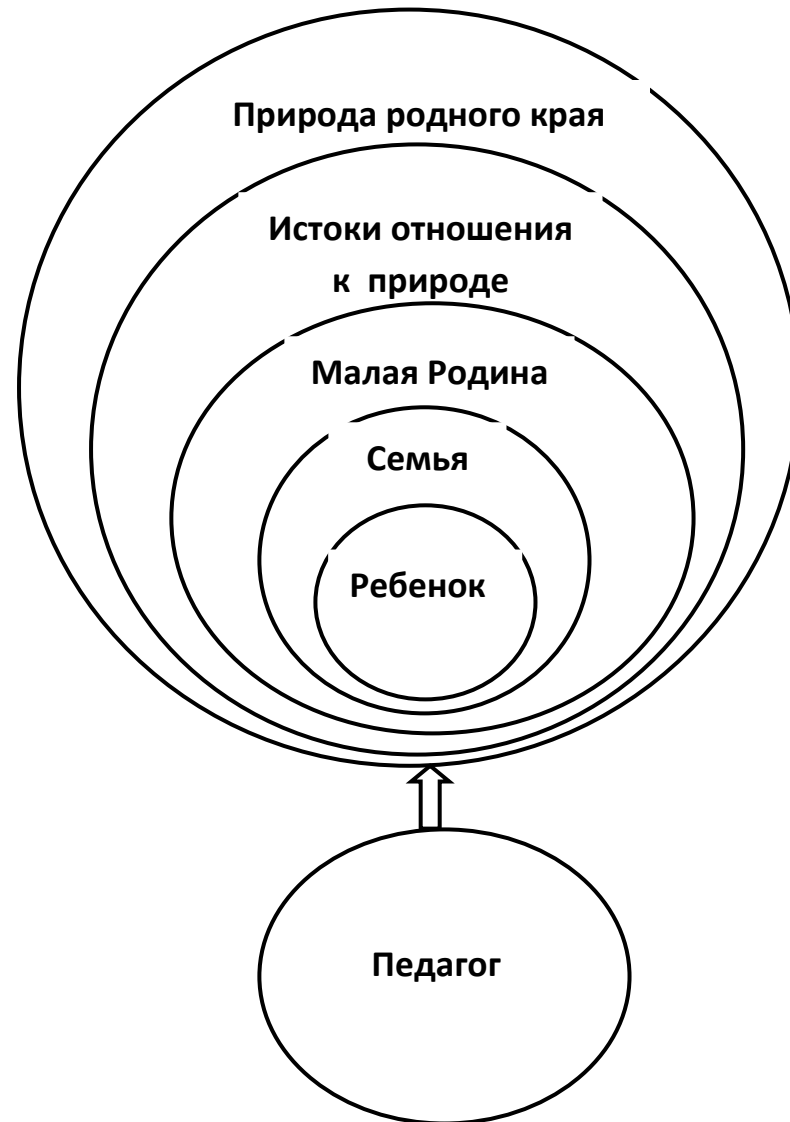 Природа родного края
Истоки отношения
к природе
Малая Родина
Семья
Ребенок
Педагог